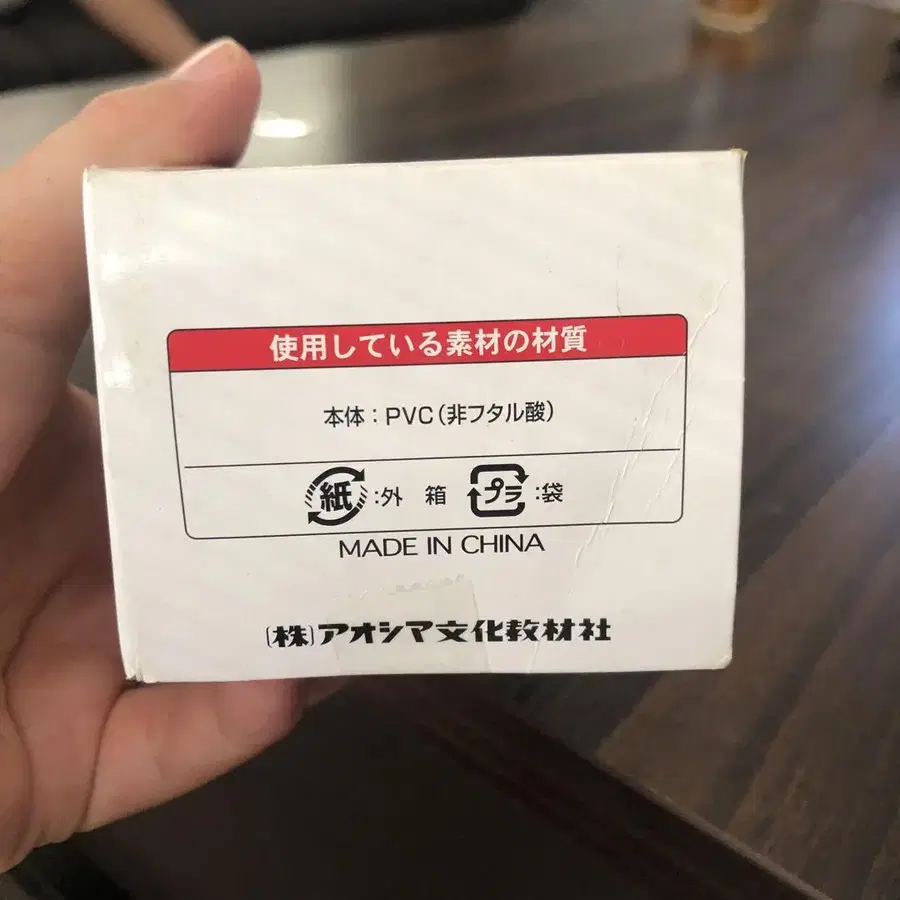 使用している素材の材質
本体：PVC（非フタル酸）
紙：外　箱 プラ：袋
MADE IN CHINA
〔株〕アオシマ文化教材社